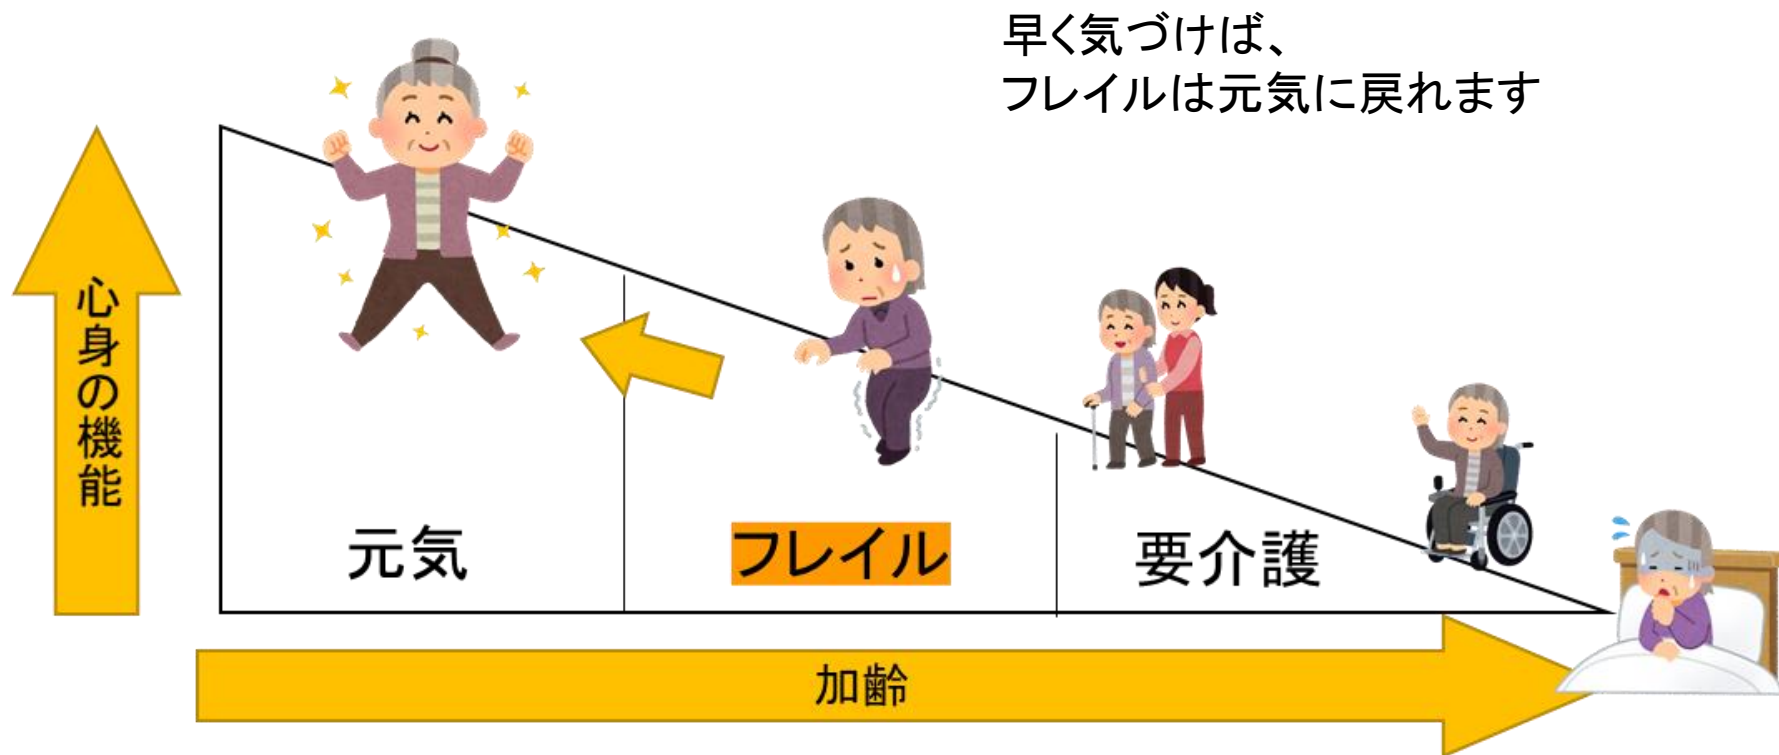 早く気づけば、
フレイルは元気に戻れます
心身の機能
元気
フレイル
要介護
加齢